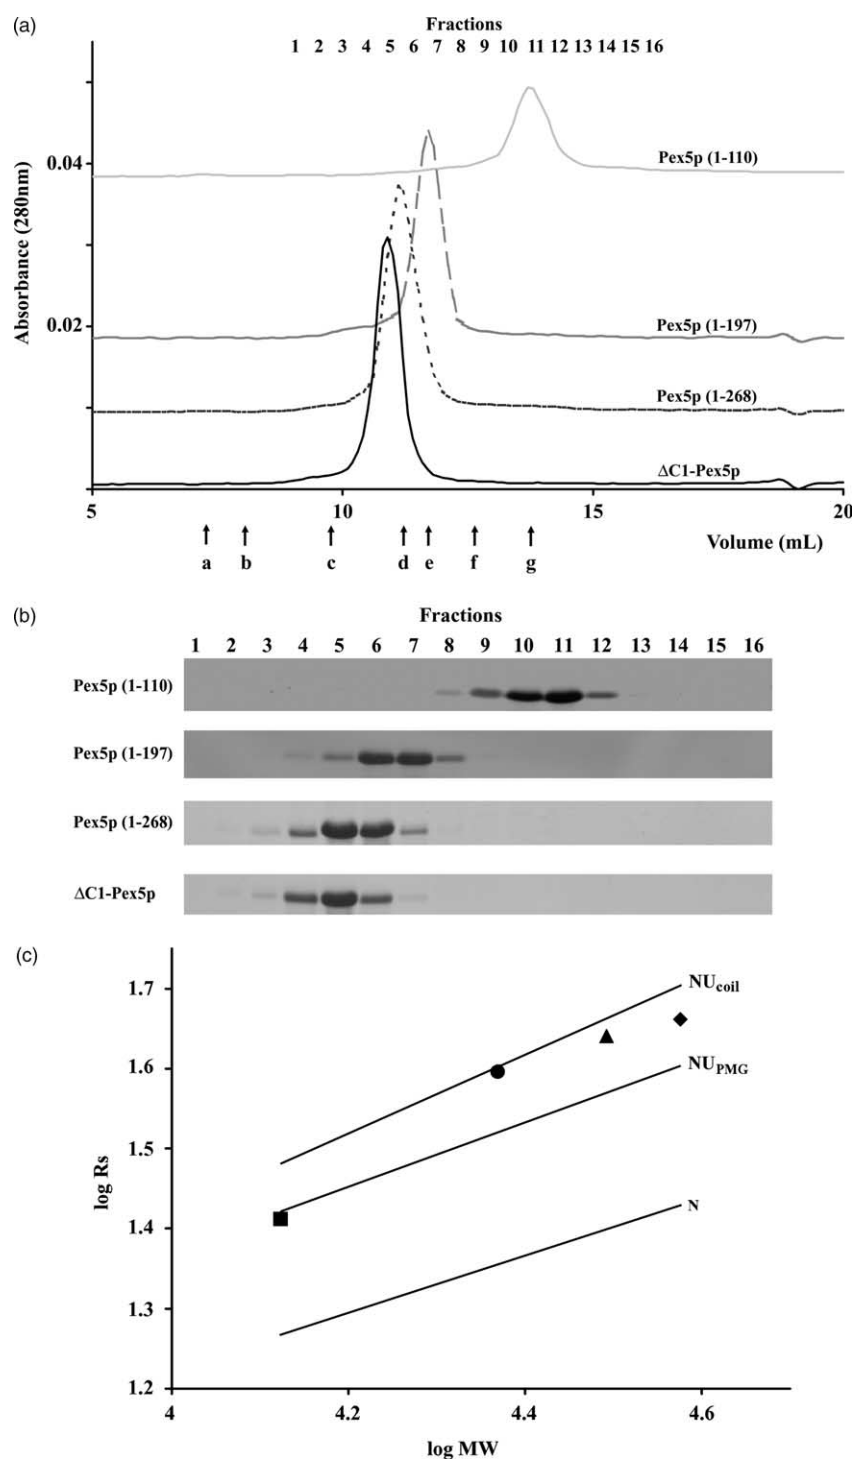 (a)
Fractions
1 2 3 4 5 6 7 8 9 10 11 12 13 14 15 16
Absorbance (280nm)
0.04
0.02
Pex5p (1-110)
Pex5p (1-197)
Pex5p (1-268)
ΔC1-Pex5p
5 10 15 20
Volume (mL)
a b c d e f g
(b)
Fractions
1 2 3 4 5 6 7 8 9 10 11 12 13 14 15 16
Pex5p (1-110)
Pex5p (1-197)
Pex5p (1-268)
ΔC1-Pex5p
(c)
log Rs
1.7
1.6
1.5
1.4
1.3
1.2
NUcoil
NUPMG
N
4 4.2 4.4 4.6
log MW